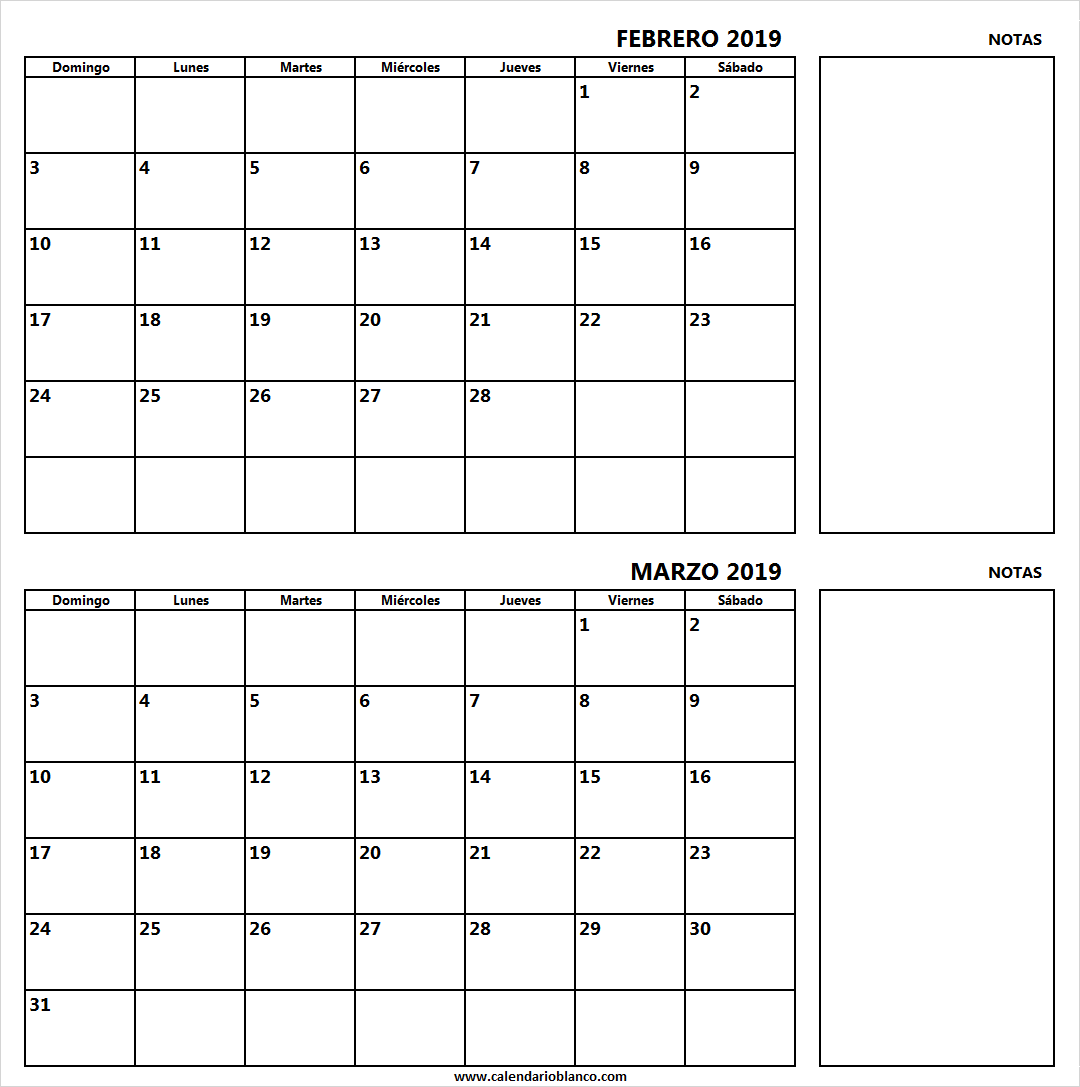 FEBRERO 2019 NOTAS
Domingo Lunes Martes Miércoles Jueves Viernes Sábado
1 2
3 4 5 6 7 8 9
10 11 12 13 14 15 16
17 18 19 20 21 22 23
24 25 26 27 28
MARZO 2019 NOTAS
Domingo Lunes Martes Miércoles Jueves Viernes Sábado
1 2
3 4 5 6 7 8 9
10 11 12 13 14 15 16
17 18 19 20 21 22 23
24 25 26 27 28 29 30
31
www.calendarioblanco.com